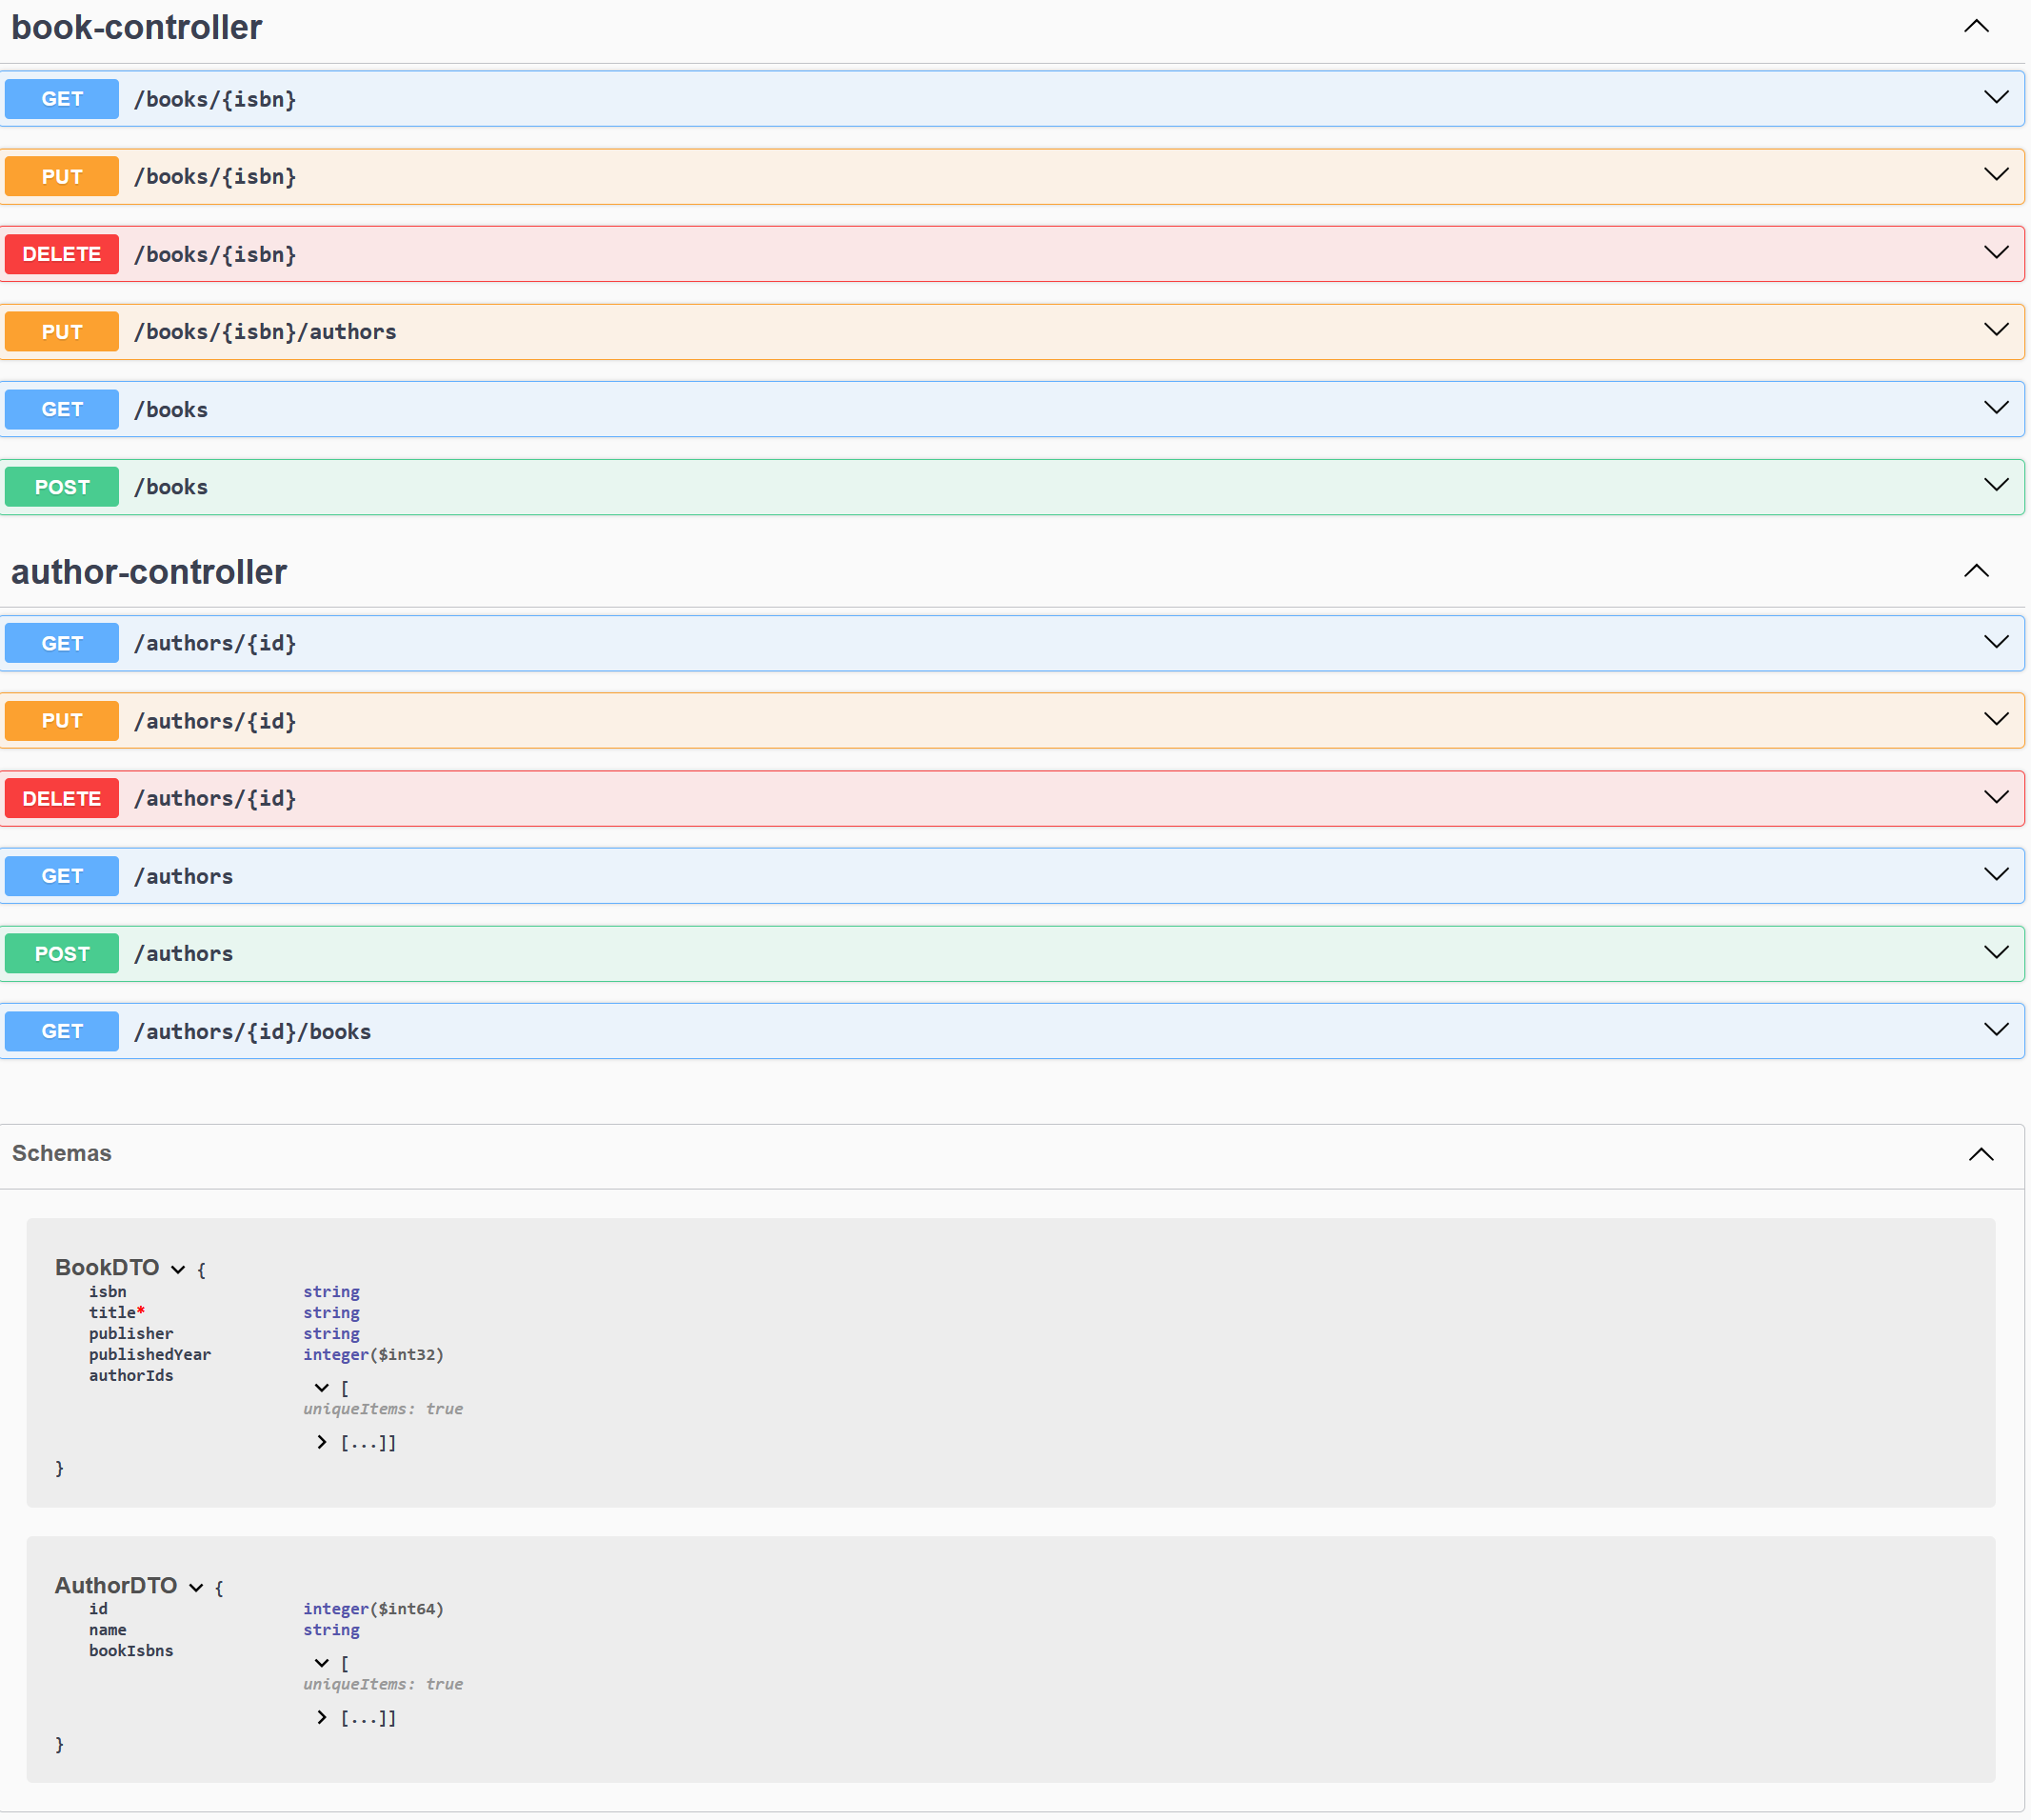 book-controller
GET /books/{isbn}
PUT /books/{isbn}
DELETE /books/{isbn}
PUT /books/{isbn}/authors
GET /books
POST /books
author-controller
GET /authors/{id}
PUT /authors/{id}
DELETE /authors/{id}
GET /authors
POST /authors
GET /authors/{id}/books
Schemas
BookDTO {
isbn string
title* string
publisher string
publishedYear integer($int32)
authorIds
[
uniqueItems: true
[...]]
}
AuthorDTO {
id integer($int64)
name string
bookIsbns
[
uniqueItems: true
[...]]
}